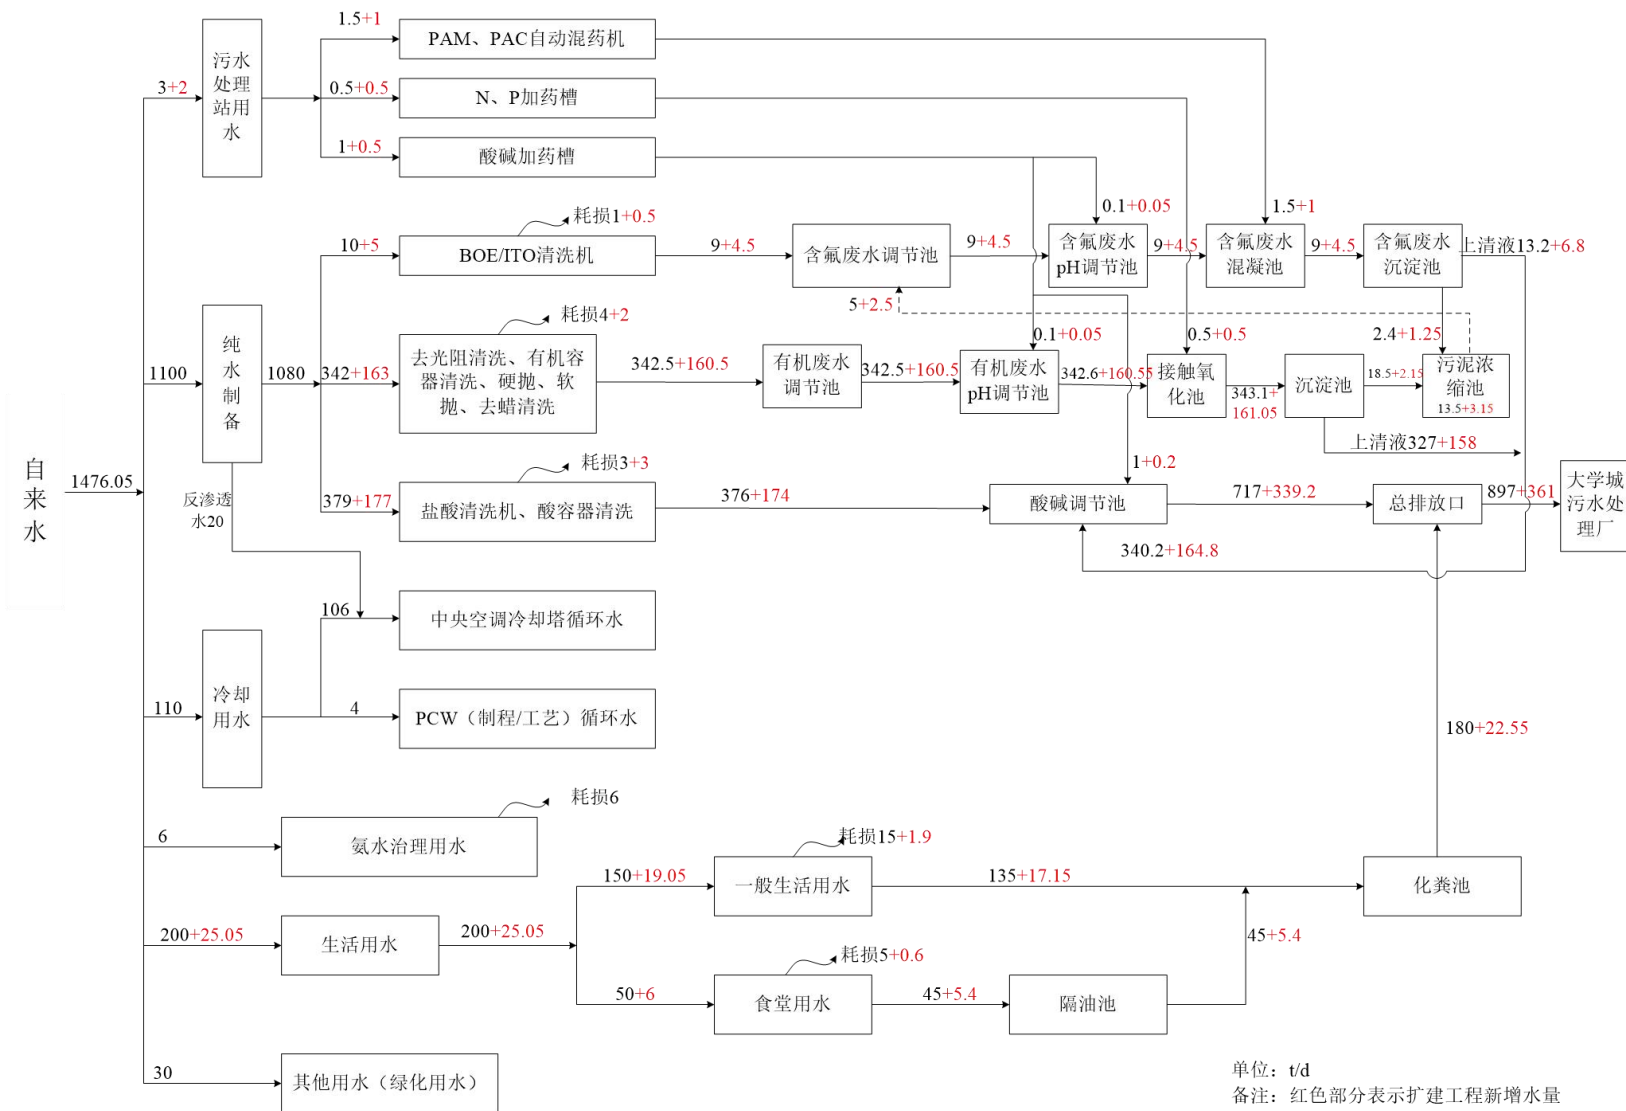 1.5+1
PAM、PAC自动混药机
污水
处理
站用
水
3+2
0.5+0.5
N、P加药槽
1+0.5
酸碱加药槽
耗损1+0.5
0.1+0.05
1.5+1
10+5
BOE/ITO清洗机
9+4.5
含氟废水调节池
9+4.5
含氟废水
pH调节池
9+4.5
含氟废水
混凝池
9+4.5
含氟废水
沉淀池
上清液13.2+6.8
5+2.5
耗损4+2
0.1+0.05
0.5+0.5
2.4+1.25
纯
水
制
备
1100
1080
342+163
去光阻清洗、有机容
器清洗、硬抛、软
抛、去蜡清洗
342.5+160.5
有机废水
调节池
342.5+160.5
有机废水
pH调节池
342.6+160.55
接触氧
化池
343.1+
161.05
沉淀池
18.5+2.15
污泥浓
缩池
13.5+3.15
上清液327+158
自
来
水
1476.05
反渗透
水20
耗损3+3
1+0.2
379+177
盐酸清洗机、酸容器清洗
376+174
酸碱调节池
717+339.2
总排放口
897+361
大学城
污水处
理厂
340.2+164.8
106
中央空调冷却塔循环水
冷却
用水
110
4
PCW（制程/工艺）循环水
180+22.55
耗损6
6
氨水治理用水
耗损15+1.9
150+19.05
一般生活用水
135+17.15
化粪池
200+25.05
生活用水
200+25.05
45+5.4
耗损5+0.6
50+6
食堂用水
45+5.4
隔油池
30
其他用水（绿化用水）
单位：t/d
备注：红色部分表示扩建工程新增水量